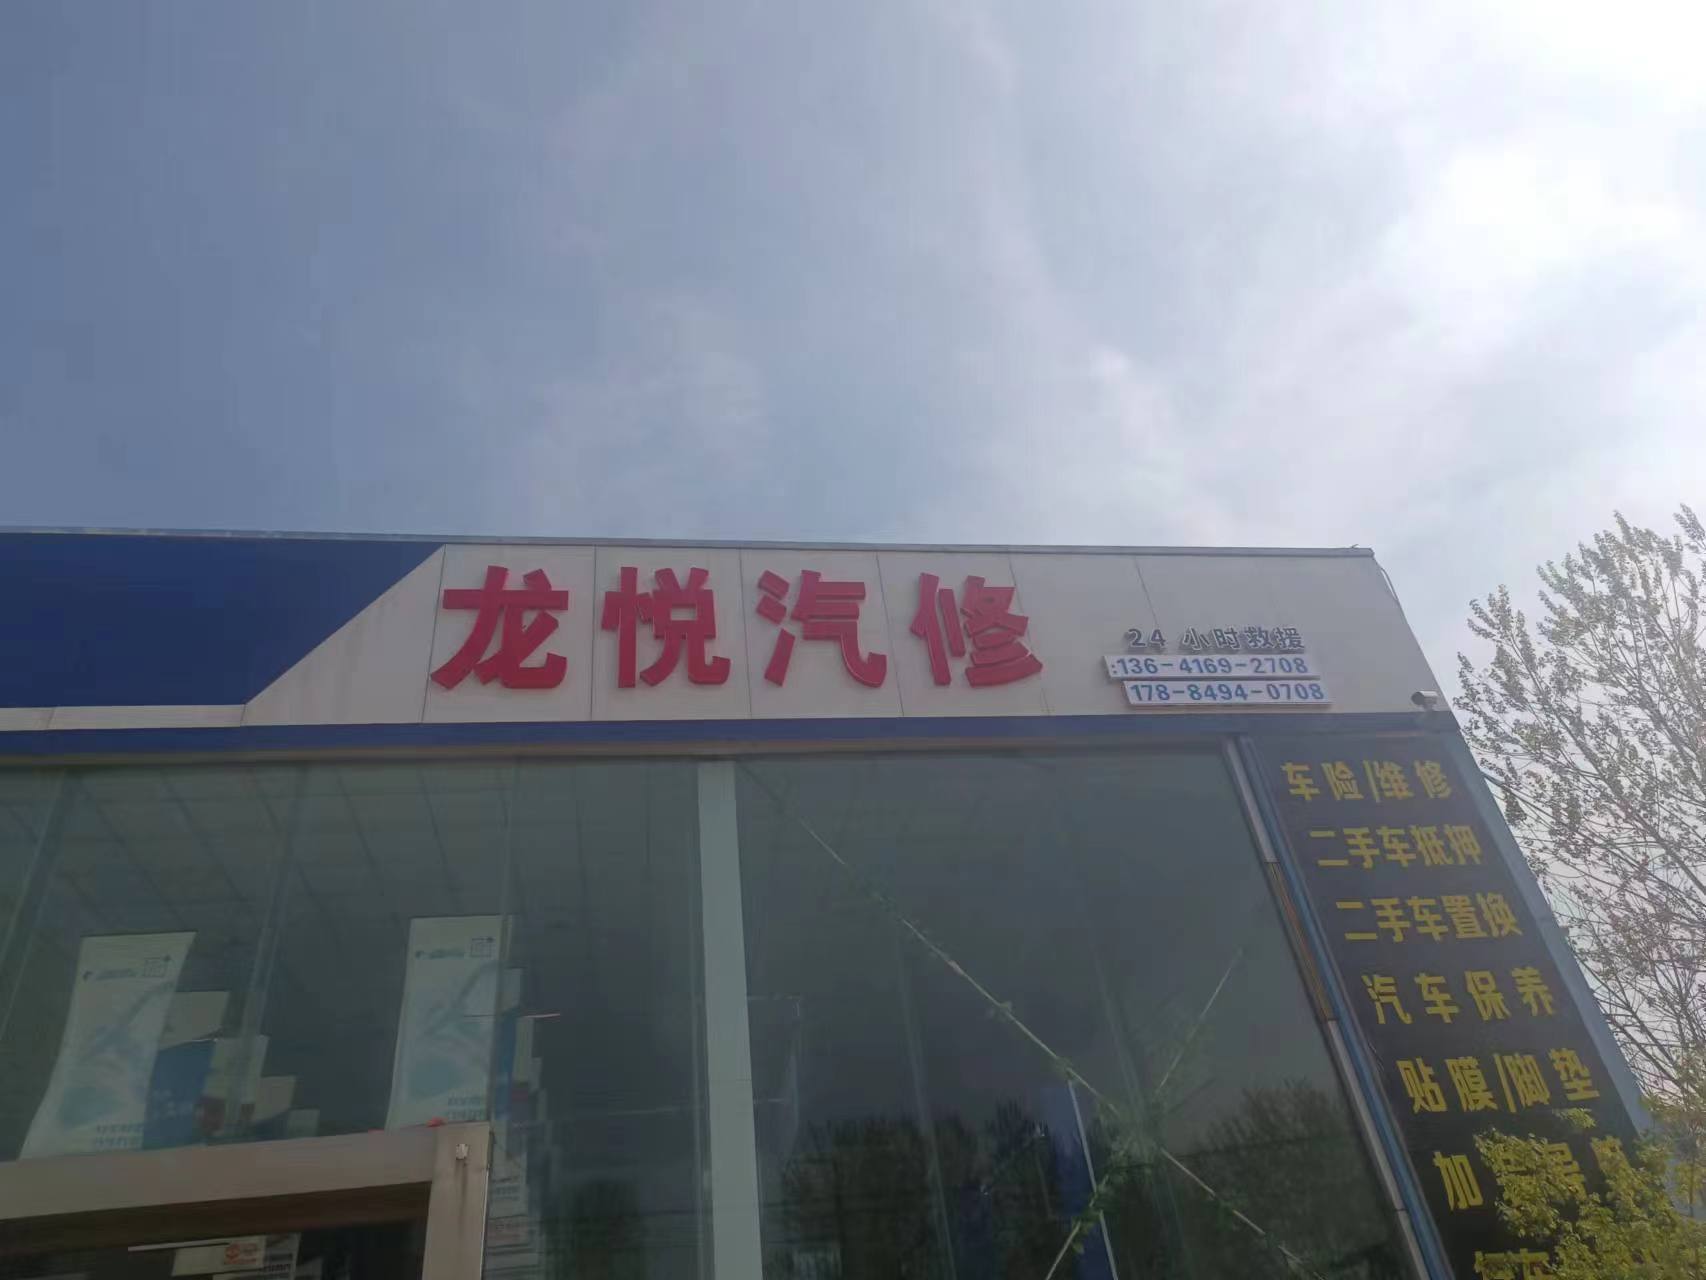 龙悦汽修
24 小时救援
:136-4169-2708
178-8494-0708
车险/维修
二手车抵押
二手车置换
汽车保养
贴膜/脚垫
加装导